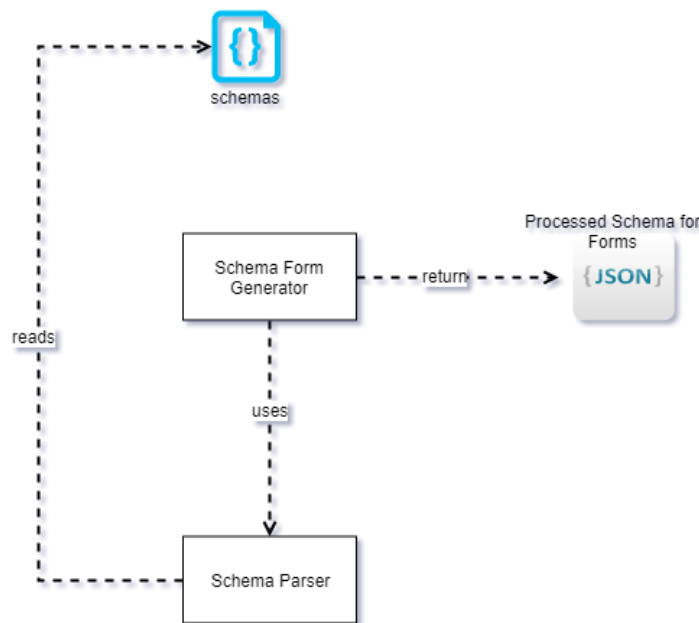 {}
schemas
Processed Schema for
Forms
{JSON}
Schema Form
Generator
return
reads
uses
Schema Parser